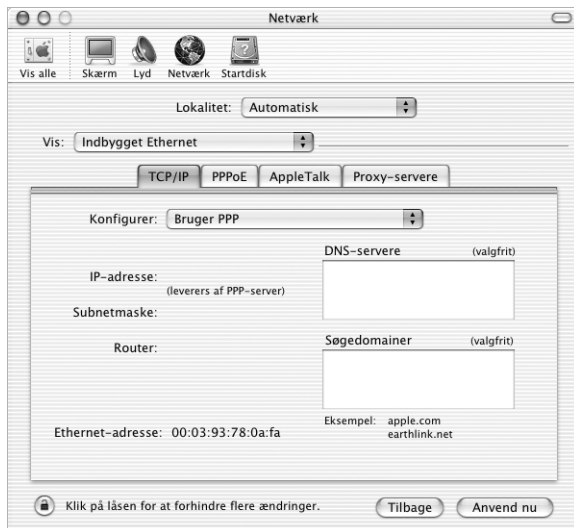 Netværk
Vis alle Skærm Lyd Netværk Startdisk
Lokalitet: Automatisk
Vis: Indbygget Ethernet
TCP/IP PPPoE AppleTalk Proxy-servere
Konfigurer: Bruger PPP
DNS-servere (valgfrit)
IP-adresse:
(leverers af PPP-server)
Subnetmaske:
Router:
Søgedomainer (valgfrit)
Eksempel: apple.com
earthlink.net
Ethernet-adresse: 00:03:93:78:0a:fa
Klik på låsen for at forhindre flere ændringer.
Tilbage Anvend nu